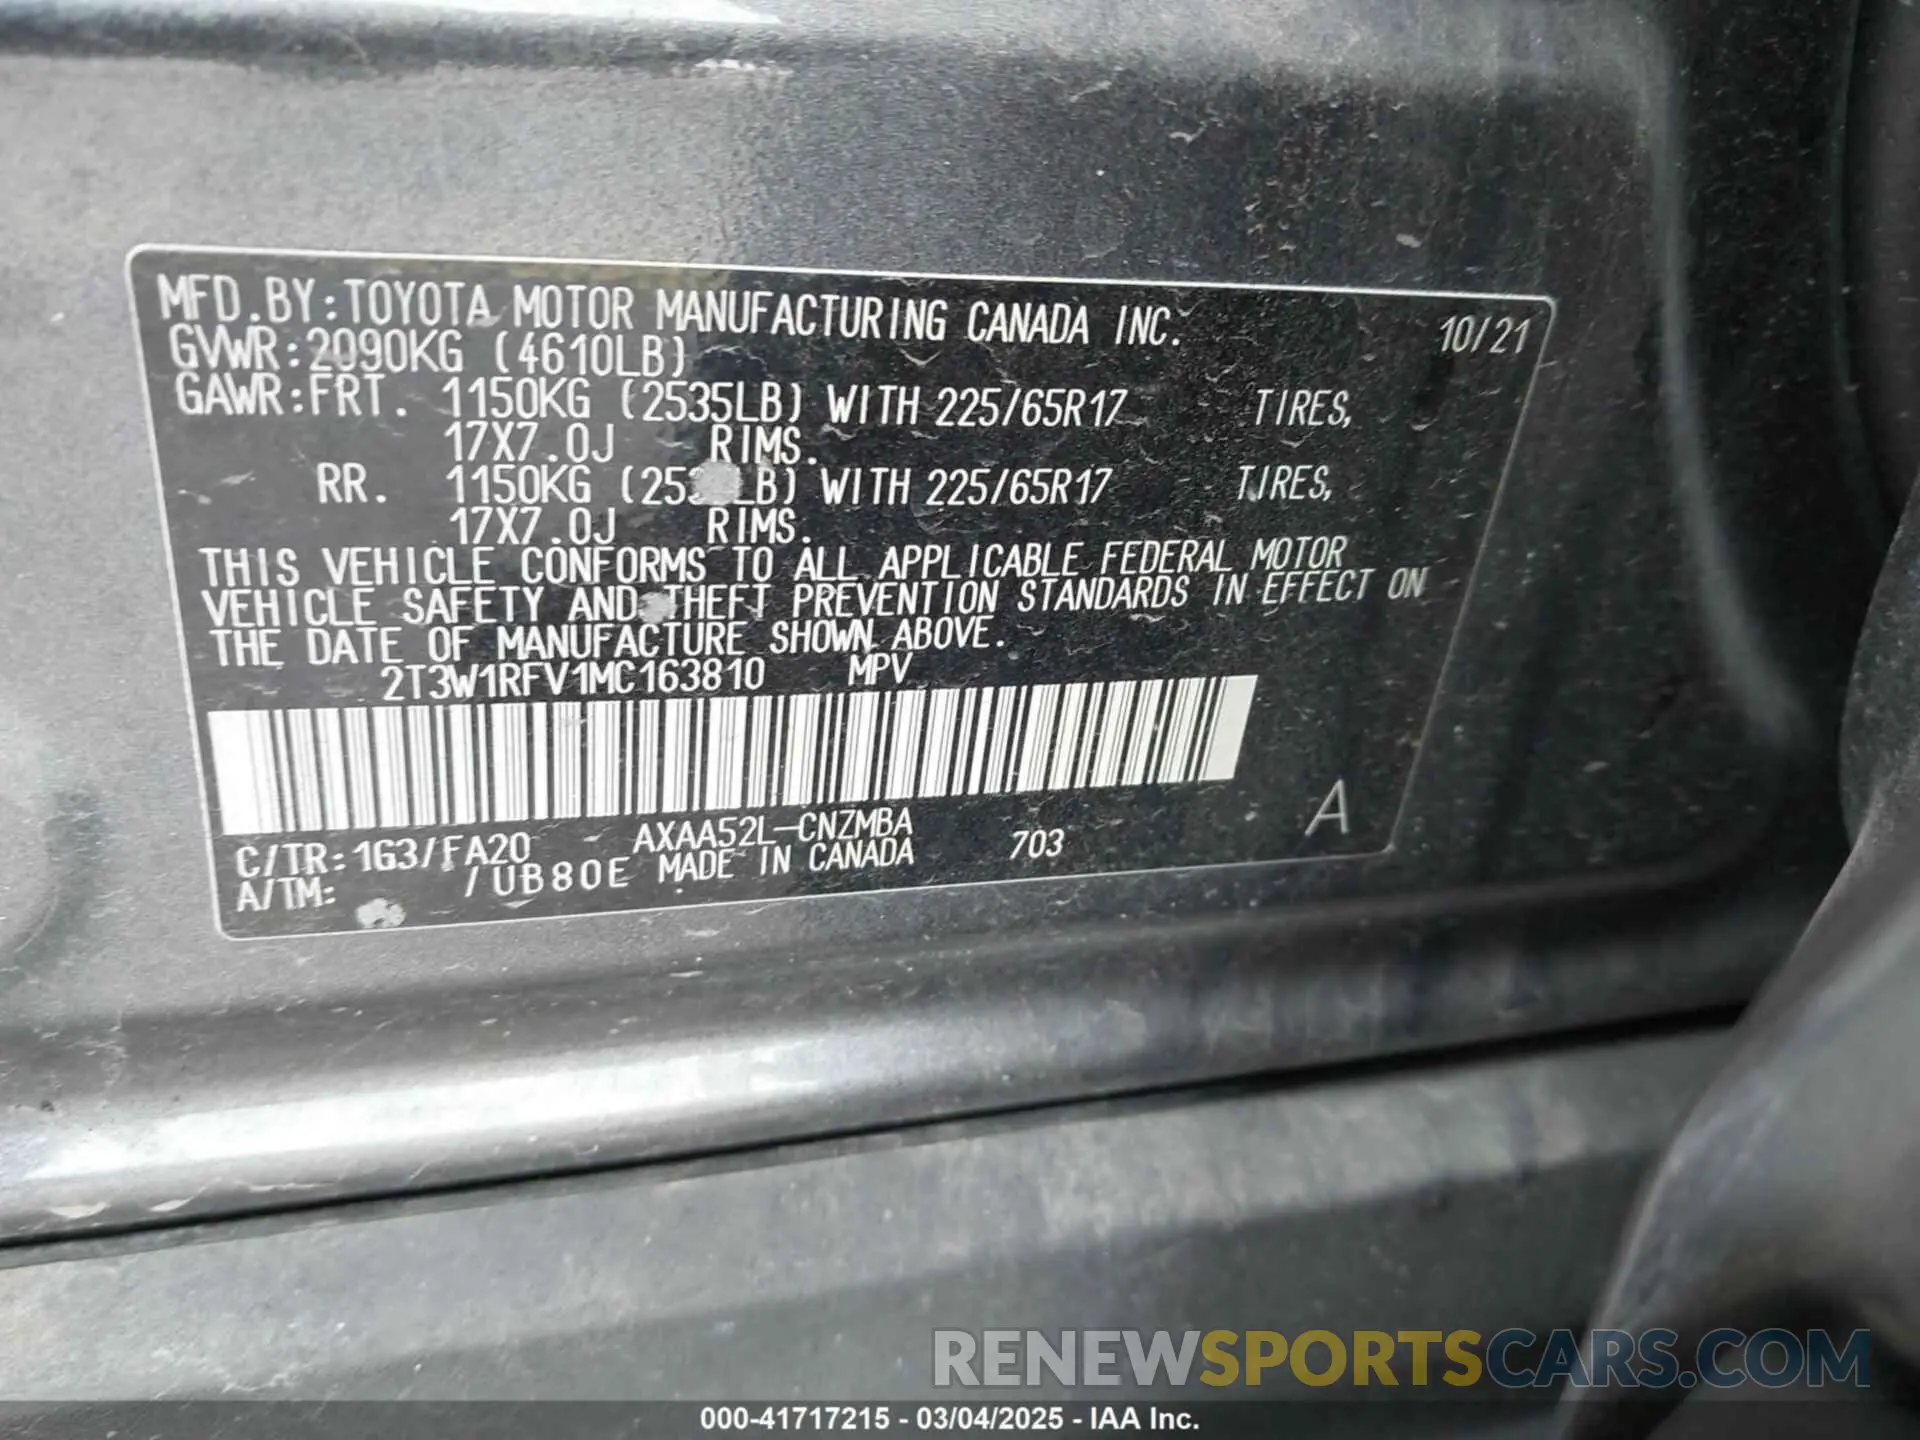 MFD.BY:TOYOTA MOTOR MANUFACTURING CANADA INC. 10/21
GVWR:2090KG (4610LB)
GAWR:FRT. 1150KG (2535LB) WITH 225/65R17 TIRES,
17X7.0J RIMS.
RR. 1150KG LB) WITH 225/65R17 TIRES,
17X7.0J RIMS.
THIS VEHICLE CONFORMS TO ALL APPLICABLE FEDERAL MOTOR
VEHICLE SAFETY AND THEFT PREVENTION STANDARDS IN EFFECT ON
THE DATE OF MANUFACTURE SHOWN ABOVE.
2T3W1RFV1MC163810 MPV
C/TR:1G3/FA20 AXAA52L-CNZMBA 703 A
A/TM: /UB80E MADE IN CANADA
RENEWSPORTSCARS.COM
000-41717215 - 03/04/2025 - IAA Inc.